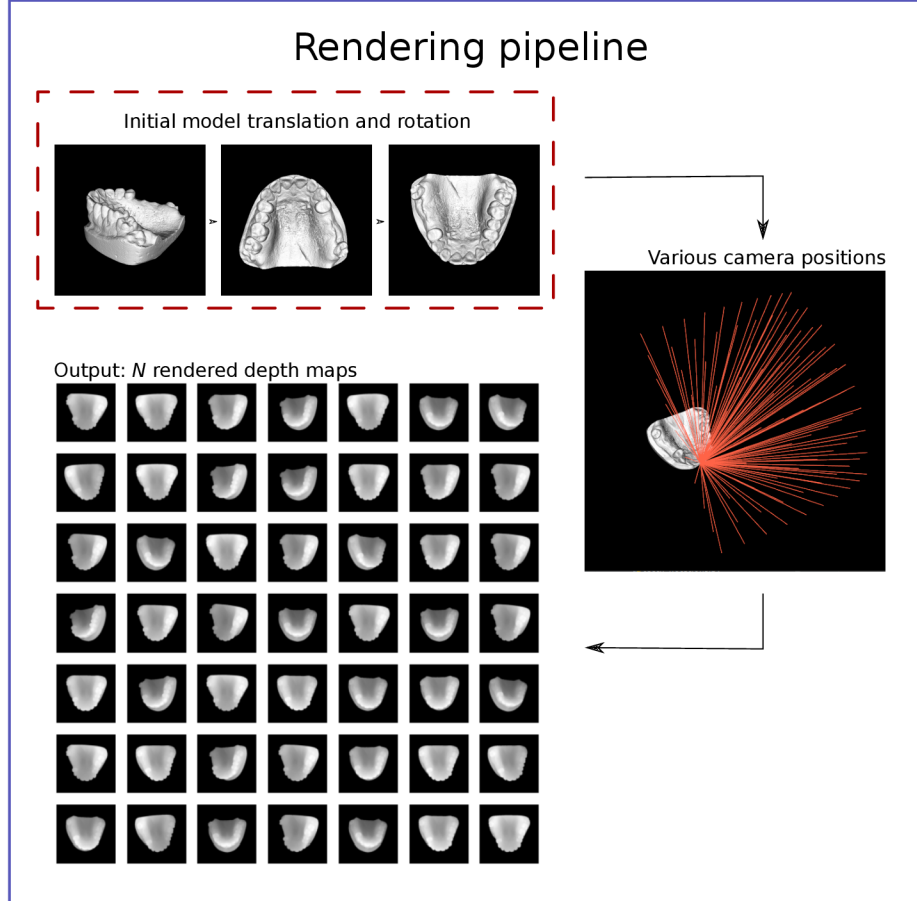 Rendering pipeline
Initial model translation and rotation
Various camera positions
Output: N rendered depth maps